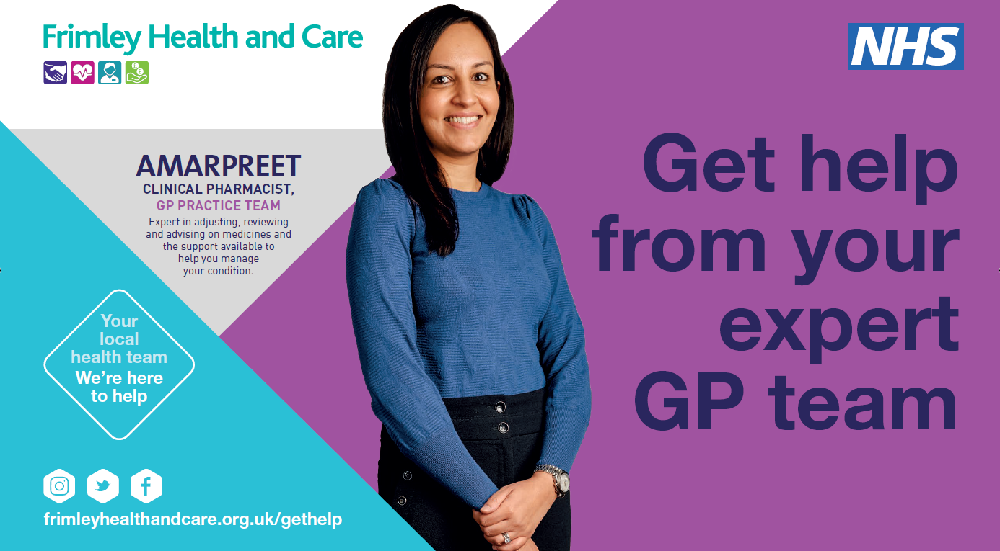 Frimley Health and Care
NHS
AMARPREET
CLINICAL PHARMACIST,
GP PRACTICE TEAM
Expert in adjusting, reviewing
and advising on medicines and
the support available to
help you manage
your condition.
Get help
from your
expert
GP team
Your
local
health team
We’re here
to help
frimleyhealthandcare.org.uk/gethelp